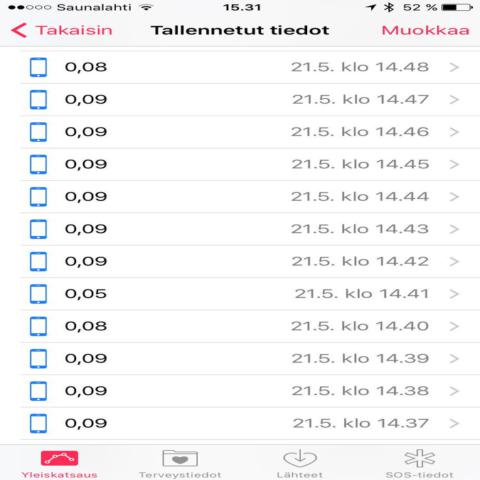 Saunalahti 15.31 52 %
Takaisin Tallennetut tiedot Muokkaa
0,08 21.5. klo 14.48
0,09 21.5. klo 14.47
0,09 21.5. klo 14.46
0,09 21.5. klo 14.45
0,09 21.5. klo 14.44
0,09 21.5. klo 14.43
0,09 21.5. klo 14.42
0,05 21.5. klo 14.41
0,08 21.5. klo 14.40
0,09 21.5. klo 14.39
0,09 21.5. klo 14.38
0,09 21.5. klo 14.37
Yleiskatsaus Terveystiedot Lähteet SOS-tiedot